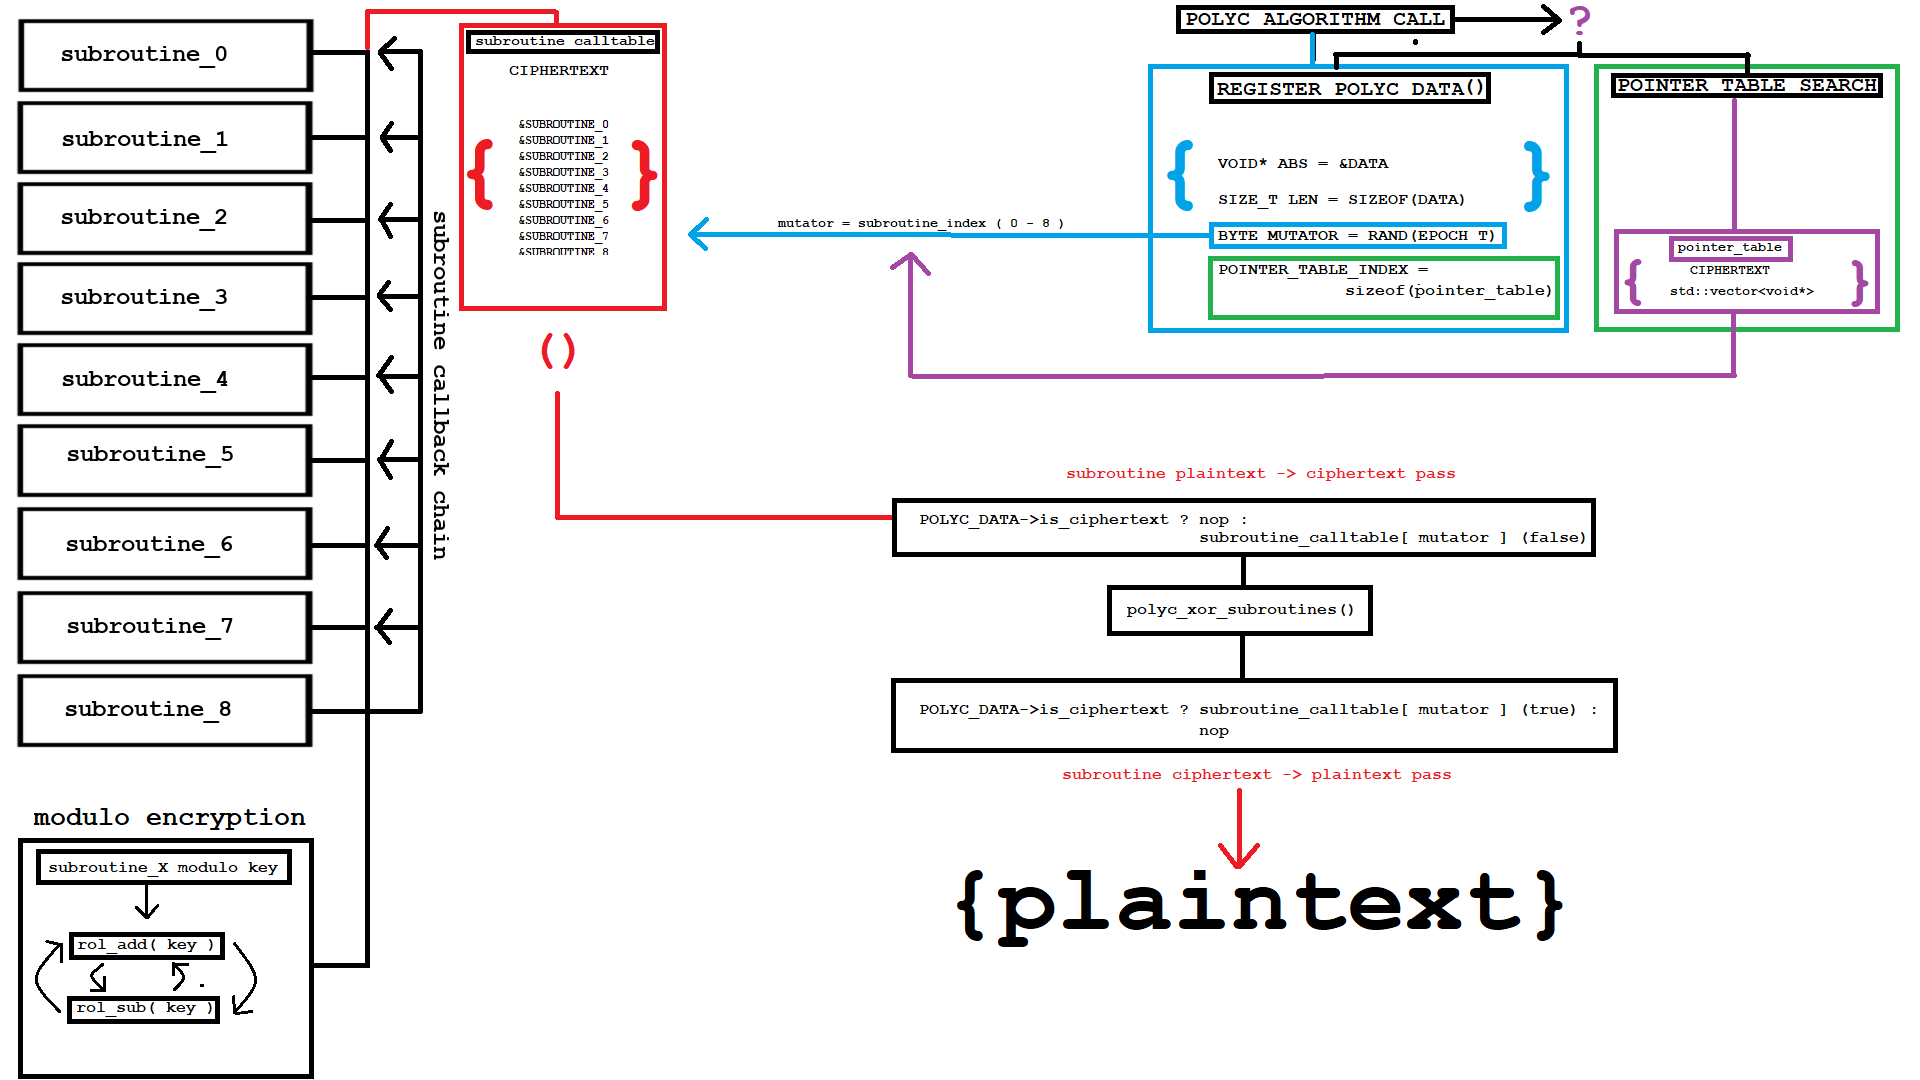 subroutine_0
subroutine_1
subroutine_2
subroutine_3
subroutine_4
subroutine_5
subroutine_6
subroutine_7
subroutine_8
subroutine callback chain
modulo encryption
subroutine_X modulo key
rol_add( key )
rol_sub( key )
subroutine calltable
CIPHERTEXT
{
&SUBROUTINE_0
&SUBROUTINE_1
&SUBROUTINE_2
&SUBROUTINE_3
&SUBROUTINE_4
&SUBROUTINE_5
&SUBROUTINE_6
&SUBROUTINE_7
&SUBROUTINE_8
}
()
mutator = subroutine_index ( 0 - 8 )
POLYC ALGORITHM CALL
?
REGISTER POLYC DATA()
{
VOID* ABS = &DATA
SIZE_T LEN = SIZEOF(DATA)
}
BYTE MUTATOR = RAND(EPOCH T)
POINTER_TABLE_INDEX =
sizeof(pointer_table)
POINTER TABLE SEARCH
pointer_table
{
CIPHERTEXT
std::vector<void*>
}
subroutine plaintext -> ciphertext pass
POLYC_DATA->is_ciphertext ? nop :
subroutine_calltable[ mutator ] (false)
polyc_xor_subroutines()
POLYC_DATA->is_ciphertext ? subroutine_calltable[ mutator ] (true) :
nop
subroutine ciphertext -> plaintext pass
{plaintext}